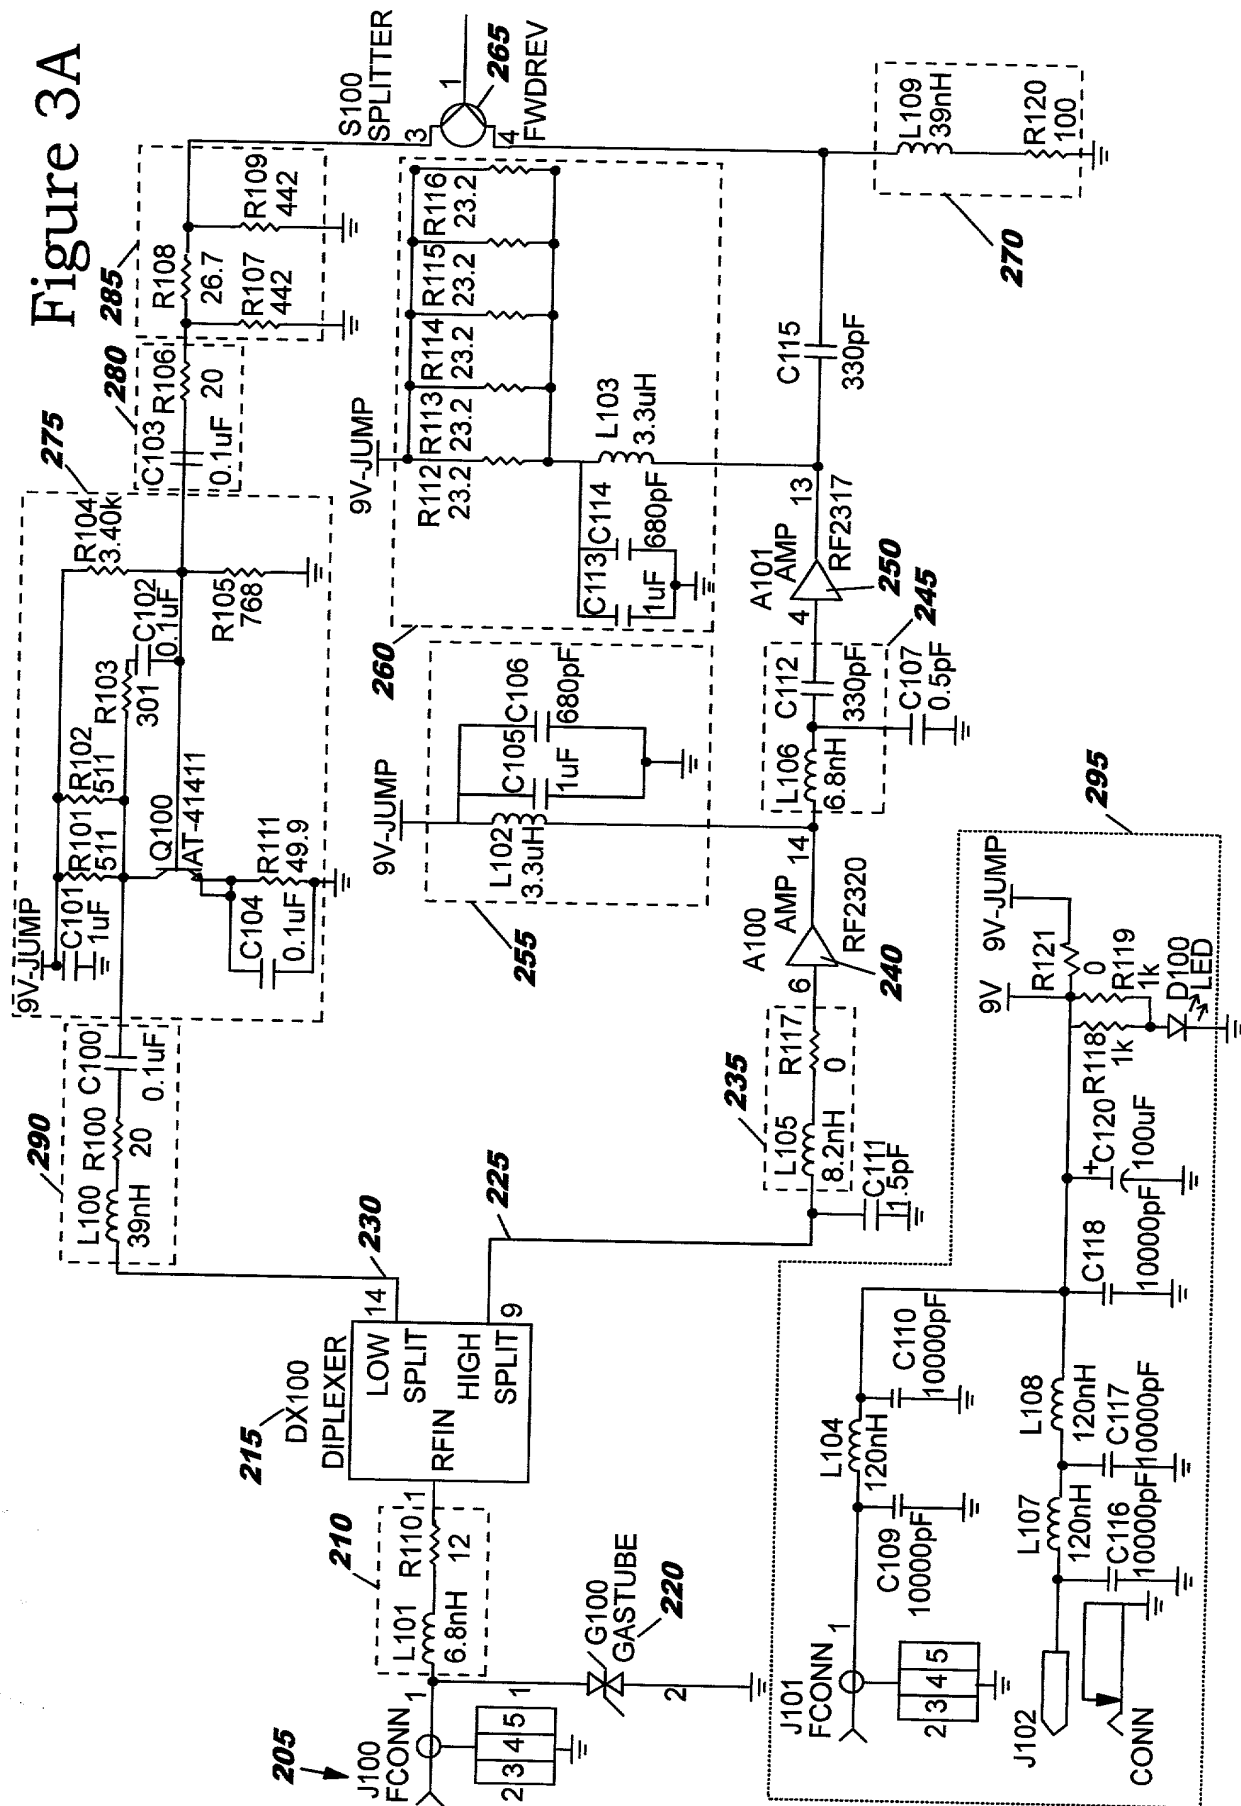 Figure 3A
290
L100
39nH
R100
20
C100
0.1uF
275
9V-JUMP
C101
1uF
R101
511
R102
511
R103
301
C102
0.1uF
R104
3.40k
R105
768
Q100
AT-41411
C104
0.1uF
R111
49.9
280
C103
0.1uF
R106
20
285
R108
26.7
R107
442
R109
442
S100
SPLITTER
3
1
4
265
FWDREV
230
14
215
DX100
DIPLEXER
LOW
SPLIT
RFIN
HIGH
SPLIT
9
225
1
210
L101
6.8nH
R110
12
205
J100
FCONN
1
2 3 4 5
1
G100
GASTUBE
220
2
235
L105
8.2nH
R117
0
C111
1.5pF
A100
AMP
6
14
RF2320
240
255
9V-JUMP
L102
3.3uH
C105
1uF
C106
680pF
245
L106
6.8nH
C112
330pF
C107
0.5pF
A101
AMP
4
13
RF2317
250
260
9V-JUMP
R112
23.2
R113
23.2
R114
23.2
R115
23.2
R116
23.2
C113
1uF
C114
680pF
L103
3.3uH
C115
330pF
270
L109
39nH
R120
100
295
J101
FCONN
1
2 3 4 5
C109
10000pF
L104
120nH
C110
10000pF
J102
CONN
C116
10000pF
L107
120nH
C117
10000pF
L108
120nH
C118
10000pF
+
C120
100uF
9V
R121
0
9V-JUMP
R118
1k
R119
1k
D100
LED